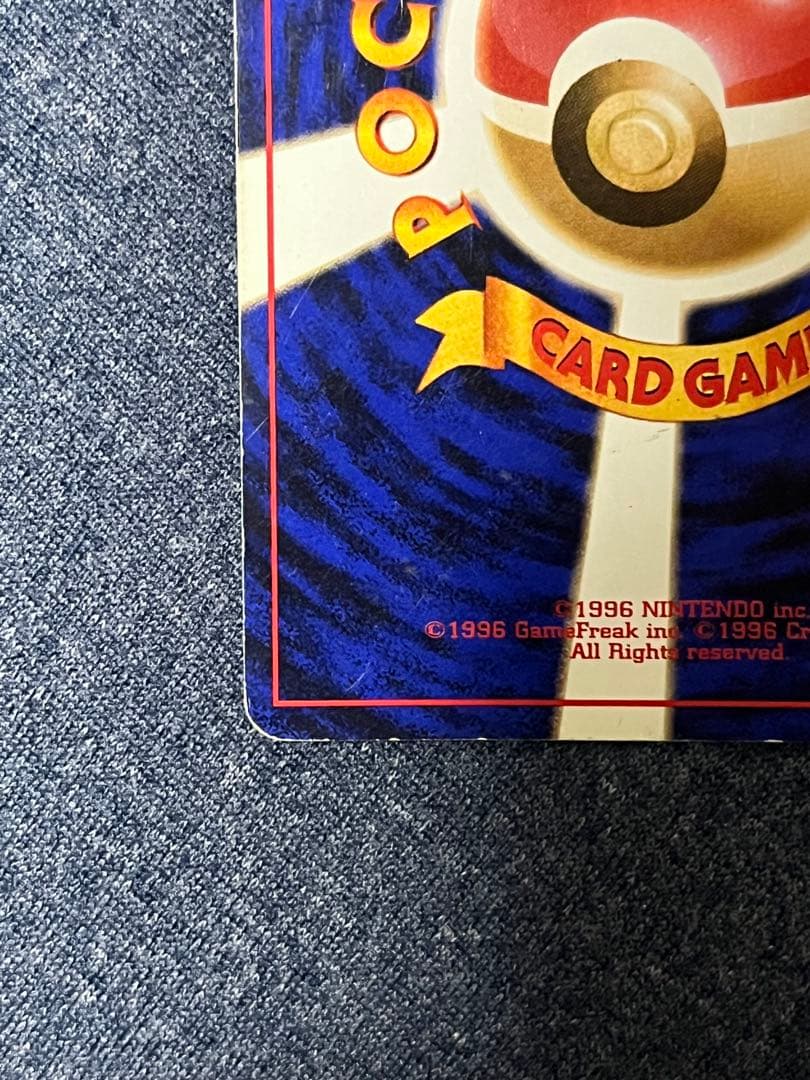 POC
CARD GAM
©1996 NINTENDO inc.
©1996 GameFreak inc. ©1996 Cr
All Rights reserved.